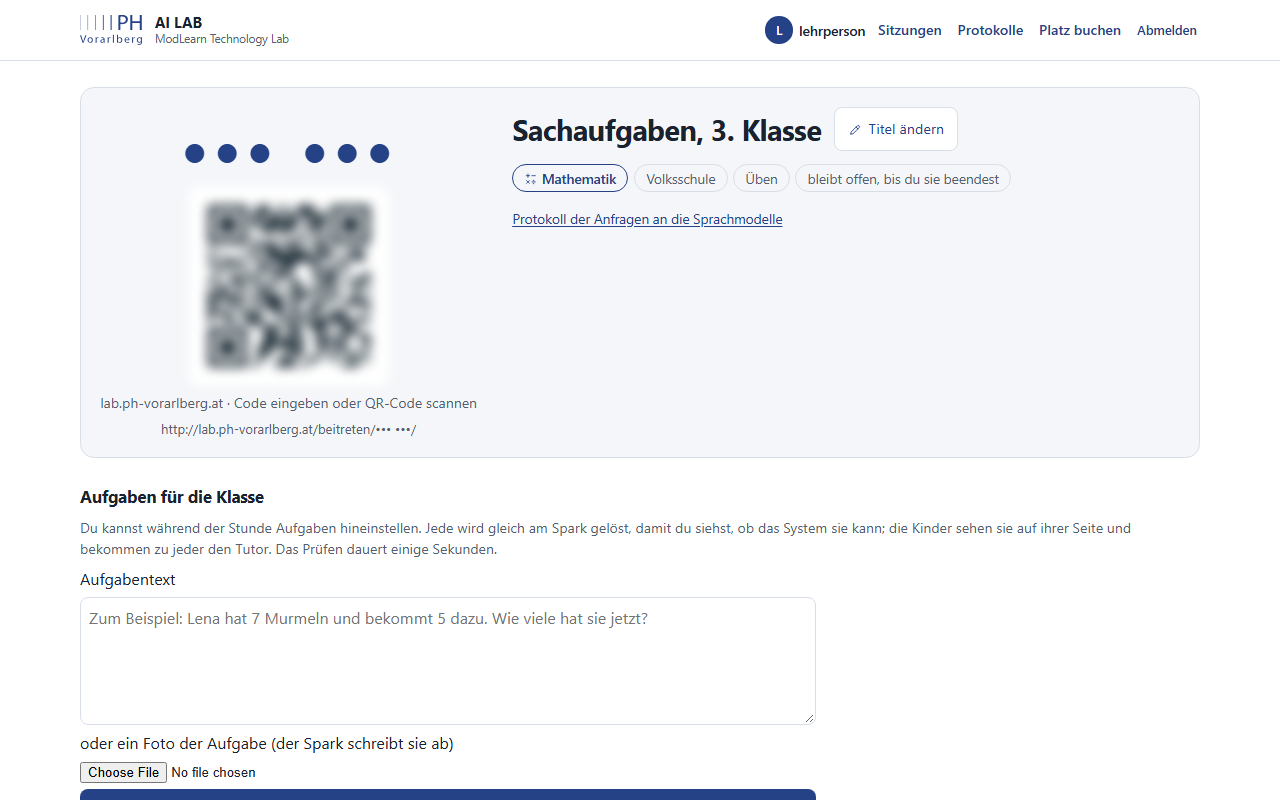 PH
Vorarlberg
AI LAB
ModLearn Technology Lab
L
lehrperson
Sitzungen
Protokolle
Platz buchen
Abmelden
Sachaufgaben, 3. Klasse
Titel ändern
Mathematik
Volksschule
Üben
bleibt offen, bis du sie beendest
Protokoll der Anfragen an die Sprachmodelle
••• •••
lab.ph-vorarlberg.at · Code eingeben oder QR-Code scannen
http://lab.ph-vorarlberg.at/beitreten/••• •••/
Aufgaben für die Klasse
Du kannst während der Stunde Aufgaben hineinstellen. Jede wird gleich am Spark gelöst, damit du siehst, ob das System sie kann; die Kinder sehen sie auf ihrer Seite und
bekommen zu jeder den Tutor. Das Prüfen dauert einige Sekunden.
Aufgabentext
Zum Beispiel: Lena hat 7 Murmeln und bekommt 5 dazu. Wie viele hat sie jetzt?
oder ein Foto der Aufgabe (der Spark schreibt sie ab)
Choose File No file chosen